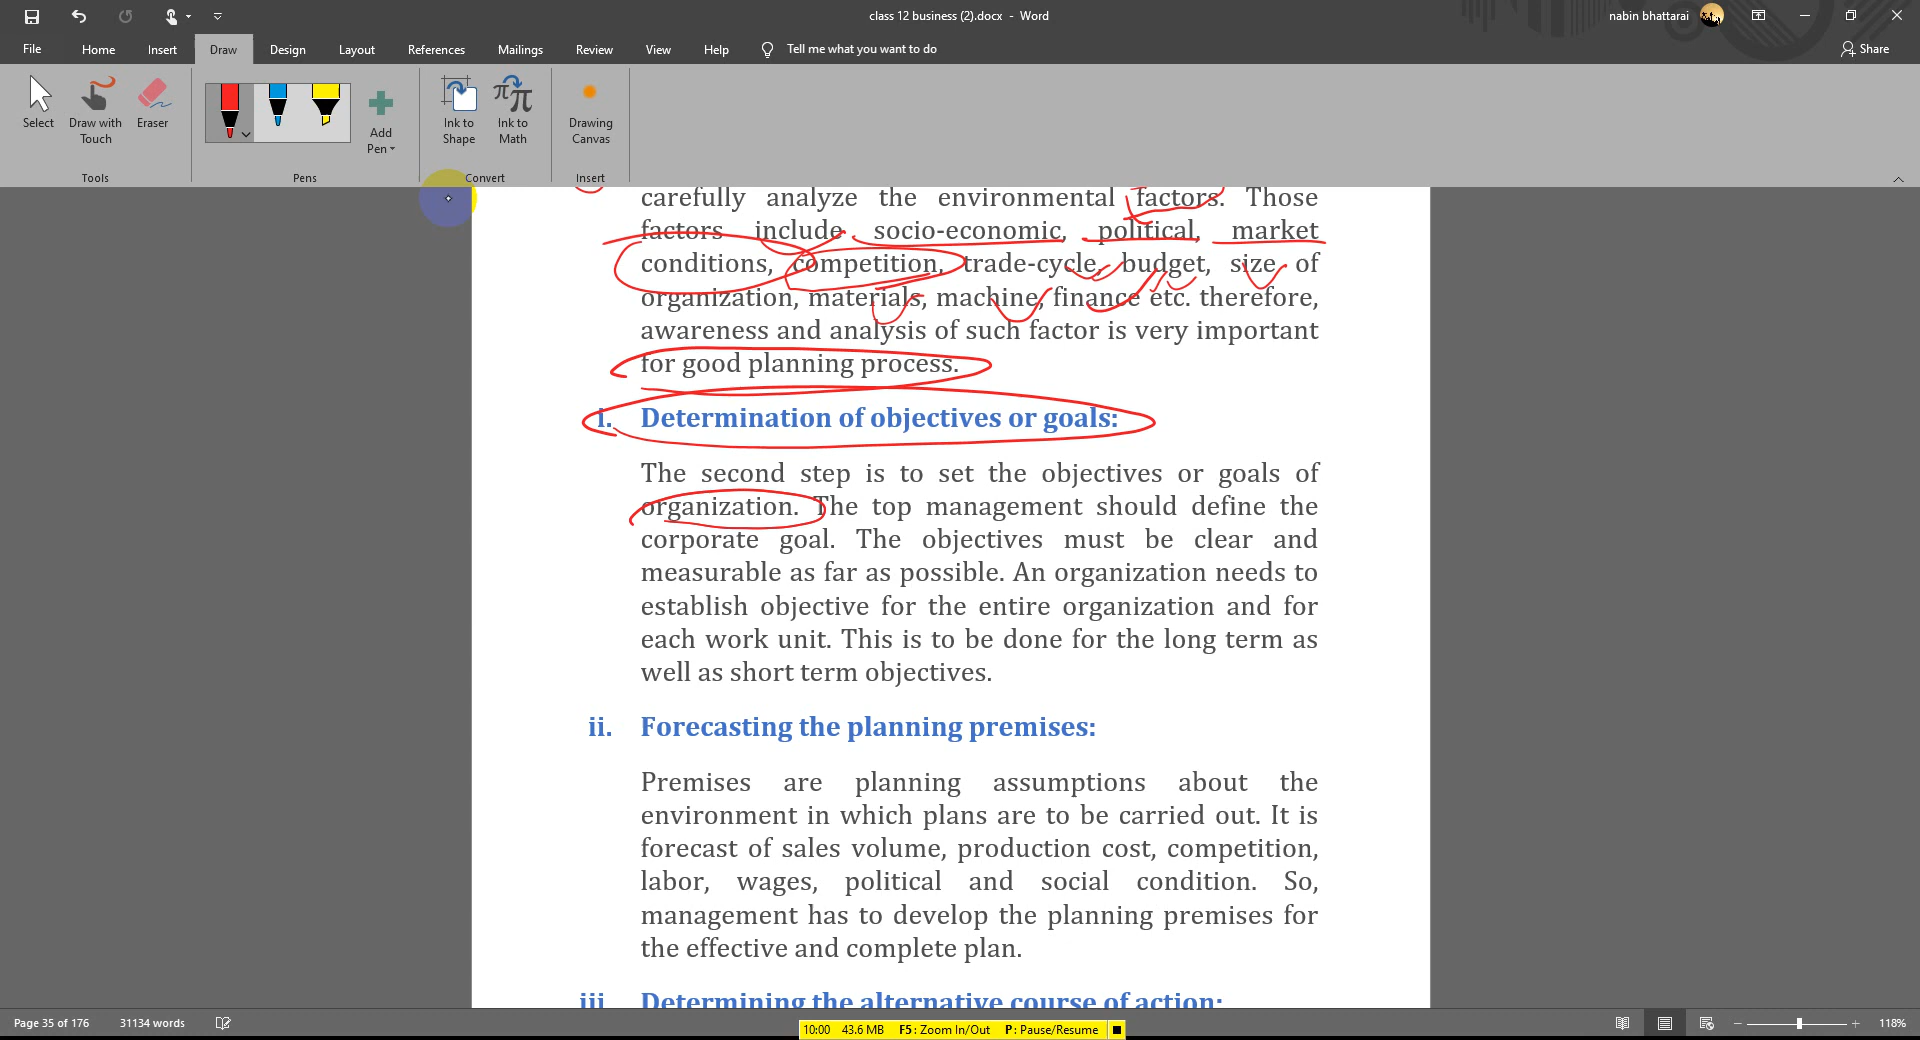 class 12 business (2).docx - Word
nabin bhattarai
File Home Insert Draw Design Layout References Mailings Review View Help Tell me what you want to do Share
Select
Draw with Touch
Eraser
Add Pen
Ink to Shape
Ink to Math
Drawing Canvas
Tools Pens Convert Insert
carefully analyze the environmental factors. Those
factors include socio-economic, political, market
conditions, competition, trade-cycle, budget, size of
organization, materials, machine, finance etc. therefore,
awareness and analysis of such factor is very important
for good planning process.
i. Determination of objectives or goals:
The second step is to set the objectives or goals of
organization. The top management should define the
corporate goal. The objectives must be clear and
measurable as far as possible. An organization needs to
establish objective for the entire organization and for
each work unit. This is to be done for the long term as
well as short term objectives.
ii. Forecasting the planning premises:
Premises are planning assumptions about the
environment in which plans are to be carried out. It is
forecast of sales volume, production cost, competition,
labor, wages, political and social condition. So,
management has to develop the planning premises for
the effective and complete plan.
iii. Determining the alternative course of action:
Page 35 of 176 31134 words
10:00 43.6 MB F5: Zoom In/Out P: Pause/Resume
118%